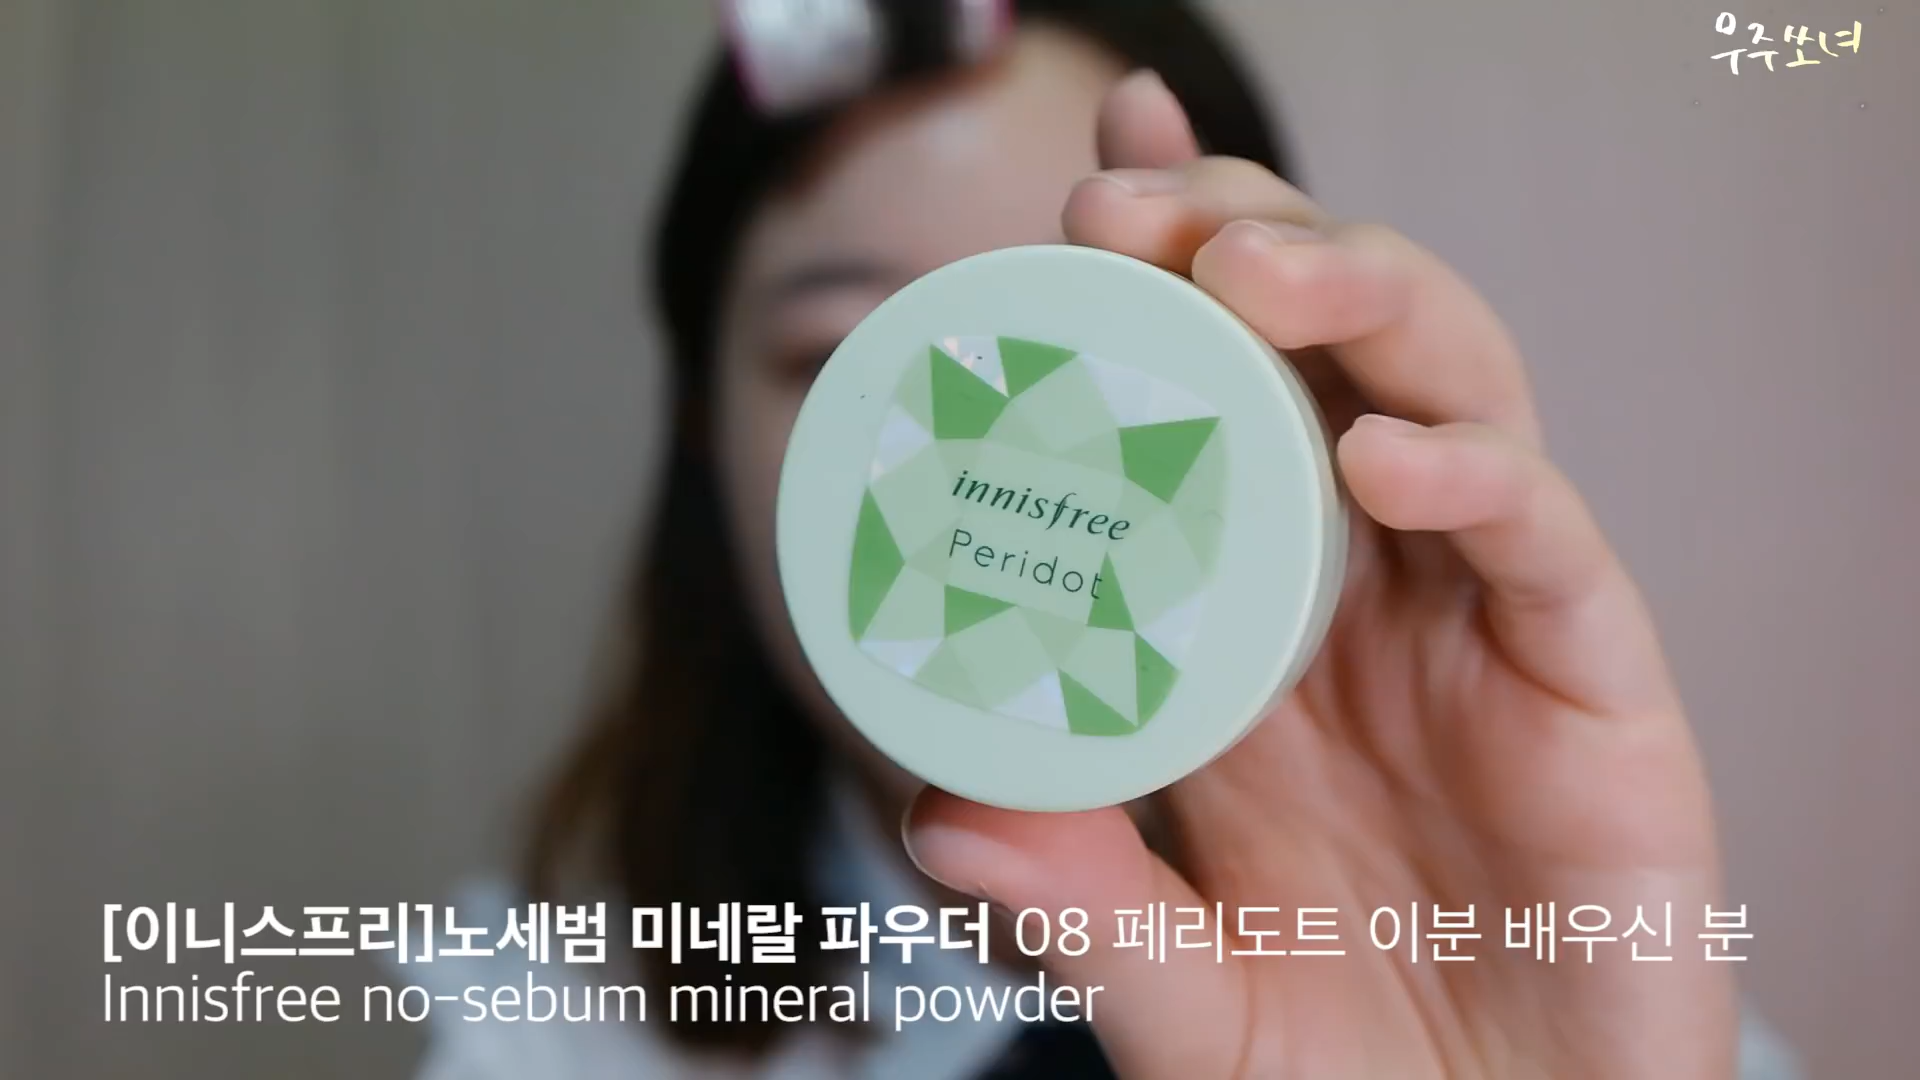 우주쏘녀
innisfree
Peridot
[이니스프리]노세범 미네랄 파우더 08 페리도트 이분 배우신 분
Innisfree no-sebum mineral powder